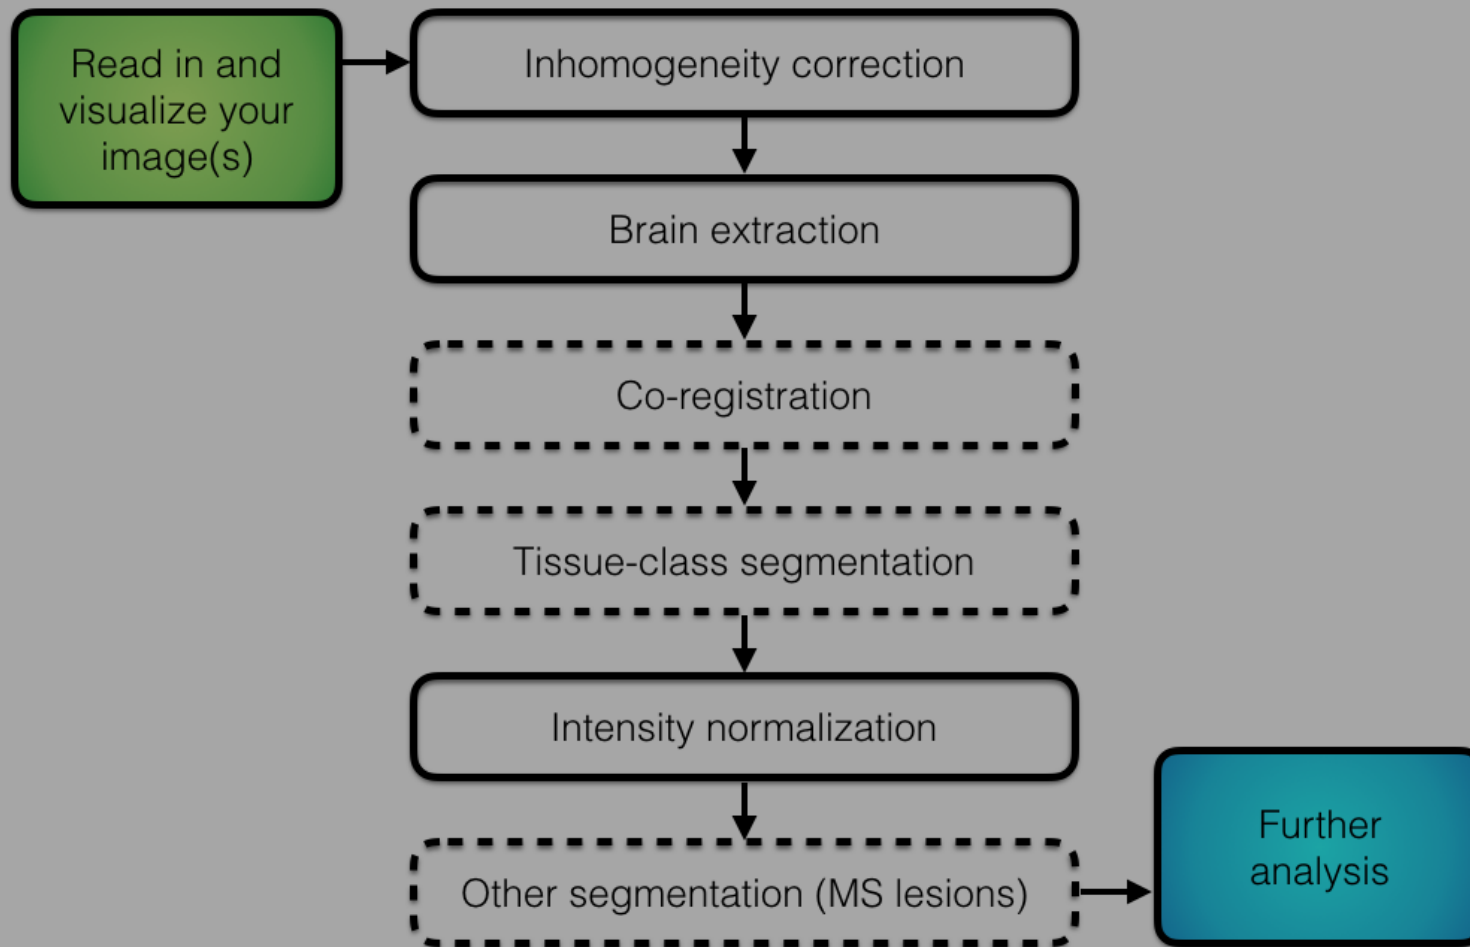 Read in and
visualize your
image(s)
Inhomogeneity correction
Brain extraction
Co-registration
Tissue-class segmentation
Intensity normalization
Other segmentation (MS lesions)
Further
analysis